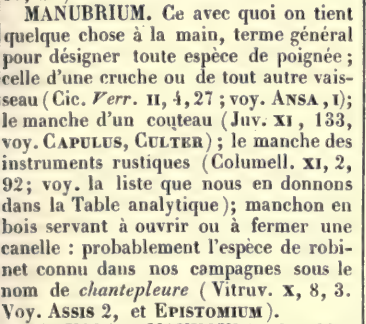 MANUBRIUM. Ce avec quoi on tient
quelque chose à la main, terme général
pour désigner toute espèce de poignée ;
celle d'une cruche ou de tout autre vais-
seau (Cic. Verr. II, 4, 27 ; voy. ANSA, I);
le manche d'un couteau (Juv. XI, 133,
voy. CAPULUS, CULTER) ; le manche des
instruments rustiques (Columell. XI, 2,
92; voy. la liste que nous en donnons
dans la Table analytique); manchon en
bois servant à ouvrir ou à fermer une
canelle : probablement l'espèce de robi-
net connu dans nos campagnes sous le
nom de chantepleure (Vitruv. X, 8, 3.
Voy. ASSIS 2, et EPISTOMIUM).